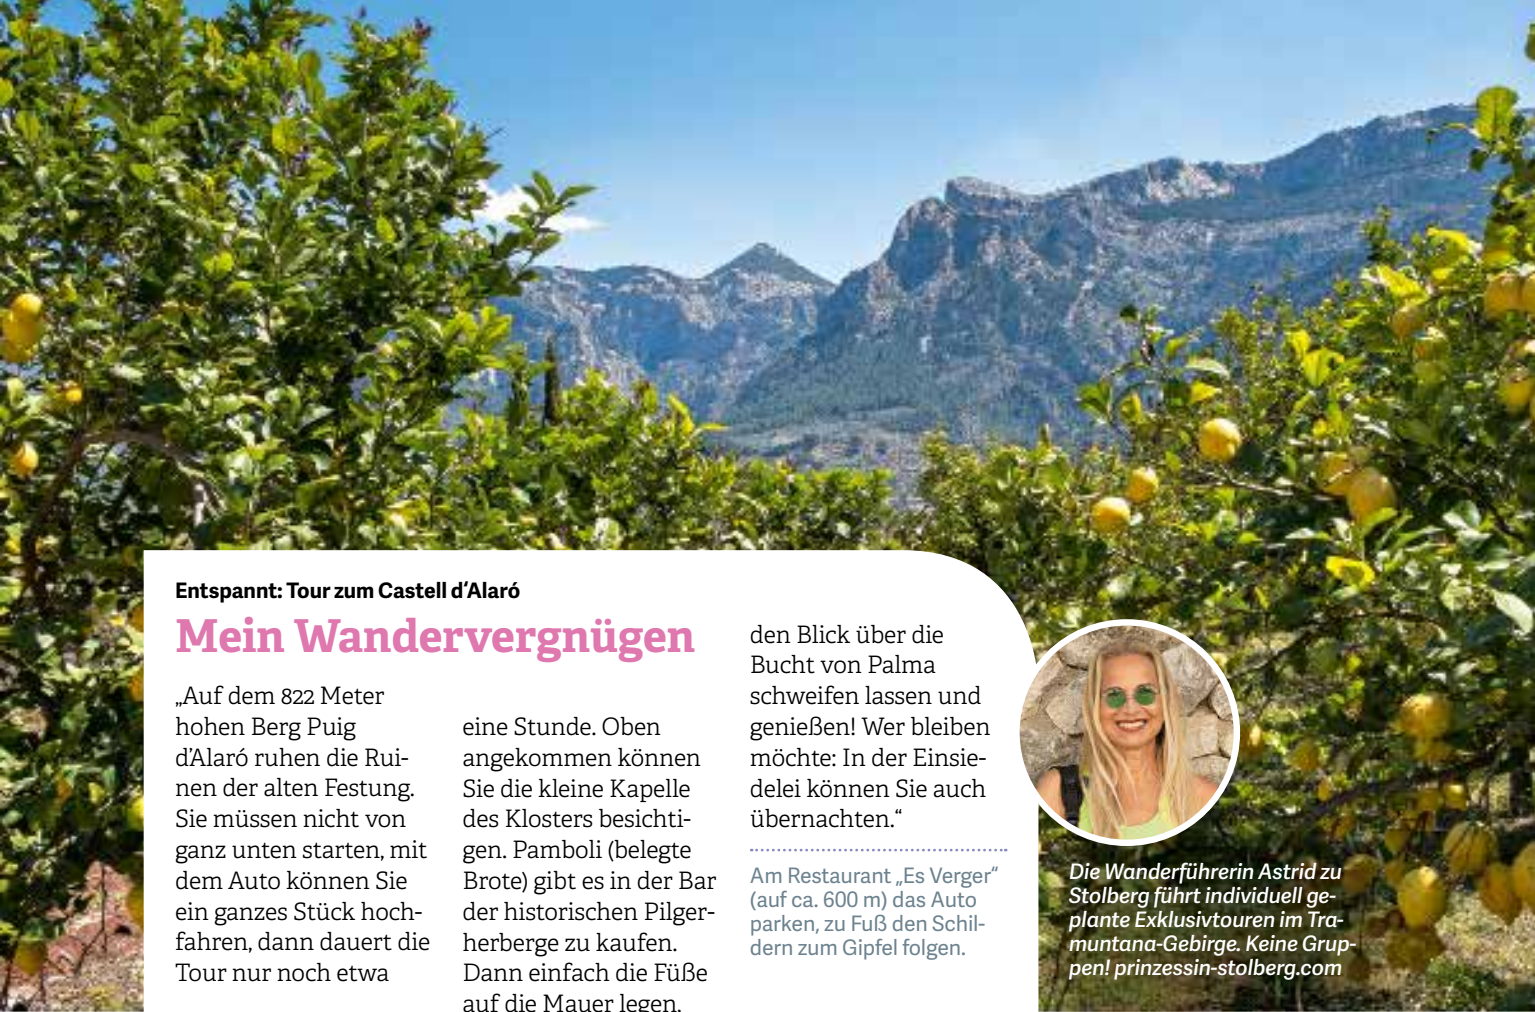 Entspannt: Tour zum Castell d‘Alaró
Mein Wandervergnügen
„Auf dem 822 Meter
hohen Berg Puig
d’Alaró ruhen die Rui-
nen der alten Festung.
Sie müssen nicht von
ganz unten starten, mit
dem Auto können Sie
ein ganzes Stück hoch-
fahren, dann dauert die
Tour nur noch etwa
eine Stunde. Oben
angekommen können
Sie die kleine Kapelle
des Klosters besichti-
gen. Pamboli (belegte
Brote) gibt es in der Bar
der historischen Pilger-
herberge zu kaufen.
Dann einfach die Füße
auf die Mauer legen,
den Blick über die
Bucht von Palma
schweifen lassen und
genießen! Wer bleiben
möchte: In der Einsie-
delei können Sie auch
übernachten.“
Am Restaurant „Es Verger“
(auf ca. 600 m) das Auto
parken, zu Fuß den Schil-
dern zum Gipfel folgen.
Die Wanderführerin Astrid zu
Stolberg führt individuell ge-
plante Exklusivtouren im Tra-
muntana-Gebirge. Keine Grup-
pen! prinzessin-stolberg.com